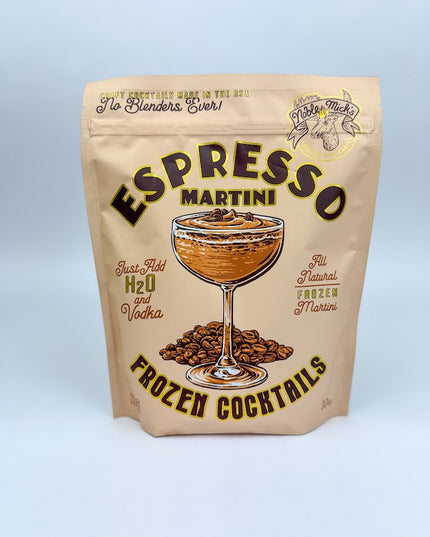 CRAFT COCKTAILS MADE IN THE USA
No Blenders Ever!
Noble Mick's
ESPRESSO
MARTINI
Just Add
H2O
and
Vodka
All
Natural
FROZEN
Martini
FROZEN COCKTAILS